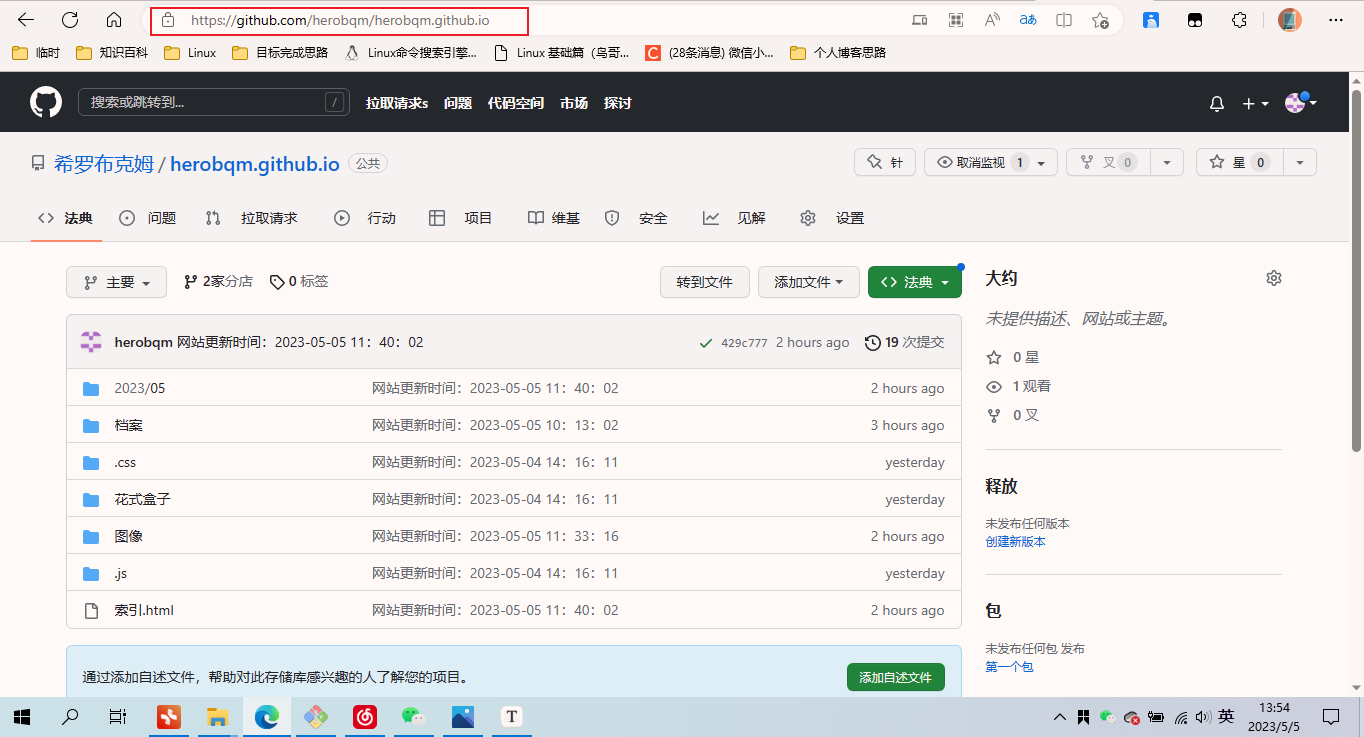 https://github.com/herobqm/herobqm.github.io
临时 知识百科 Linux 目标完成思路 Linux命令搜索引擎... Linux 基础篇（鸟哥... (28条消息) 微信小... 个人博客思路
搜索或跳转到... / 拉取请求s 问题 代码空间 市场 探讨
希罗布克姆 / herobqm.github.io 公共 针 取消监视 1 叉 0 星 0
法典 问题 拉取请求 行动 项目 维基 安全 见解 设置
主要 2家分店 0 标签 转到文件 添加文件 法典
herobqm 网站更新时间：2023-05-05 11：40：02 429c777 2 hours ago 19 次提交
2023/05 网站更新时间：2023-05-05 11：40：02 2 hours ago
档案 网站更新时间：2023-05-05 10：13：02 3 hours ago
.css 网站更新时间：2023-05-04 14：16：11 yesterday
花式盒子 网站更新时间：2023-05-04 14：16：11 yesterday
图像 网站更新时间：2023-05-05 11：33：16 2 hours ago
.js 网站更新时间：2023-05-04 14：16：11 yesterday
索引.html 网站更新时间：2023-05-05 11：40：02 2 hours ago
通过添加自述文件，帮助对此存储库感兴趣的人了解您的项目。 添加自述文件
大约
未提供描述、网站或主题。
0 星
1 观看
0 叉
释放
未发布任何版本
创建新版本
包
未发布任何包 发布
第一个包
英 13:54
2023/5/5